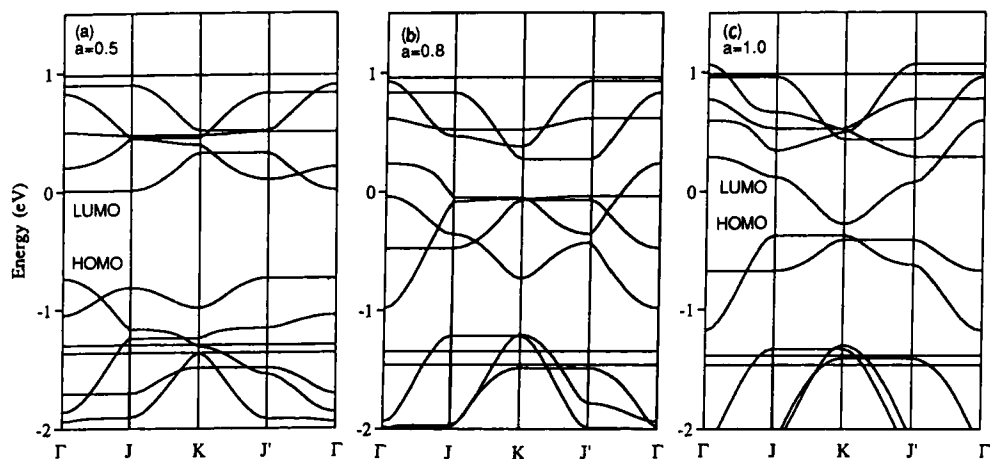 (a)
a=0.5
(b)
a=0.8
(c)
a=1.0
Energy (eV)
1
0
-1
-2
LUMO
HOMO
Γ J K J' Γ
1
0
-1
-2
Γ J K J' Γ
1
0
-1
-2
LUMO
HOMO
Γ J K J' Γ